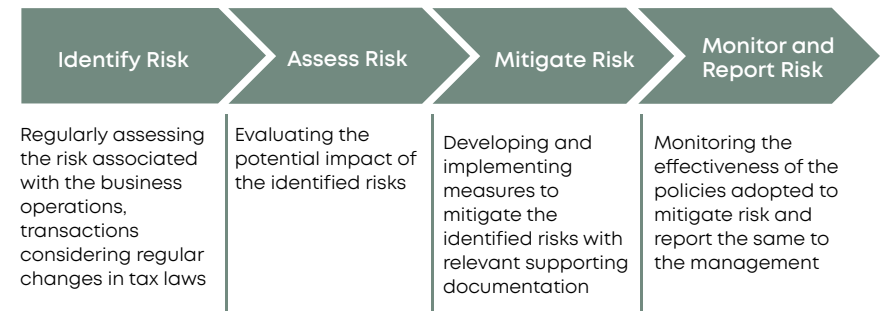 Identify Risk
Assess Risk
Mitigate Risk
Monitor and
Report Risk
Regularly assessing
the risk associated
with the business
operations,
transactions
considering regular
changes in tax laws
Evaluating the
potential impact of
the identified risks
Developing and
implementing
measures to
mitigate the
identified risks with
relevant supporting
documentation
Monitoring the
effectiveness of the
policies adopted to
mitigate risk and
report the same to
the management